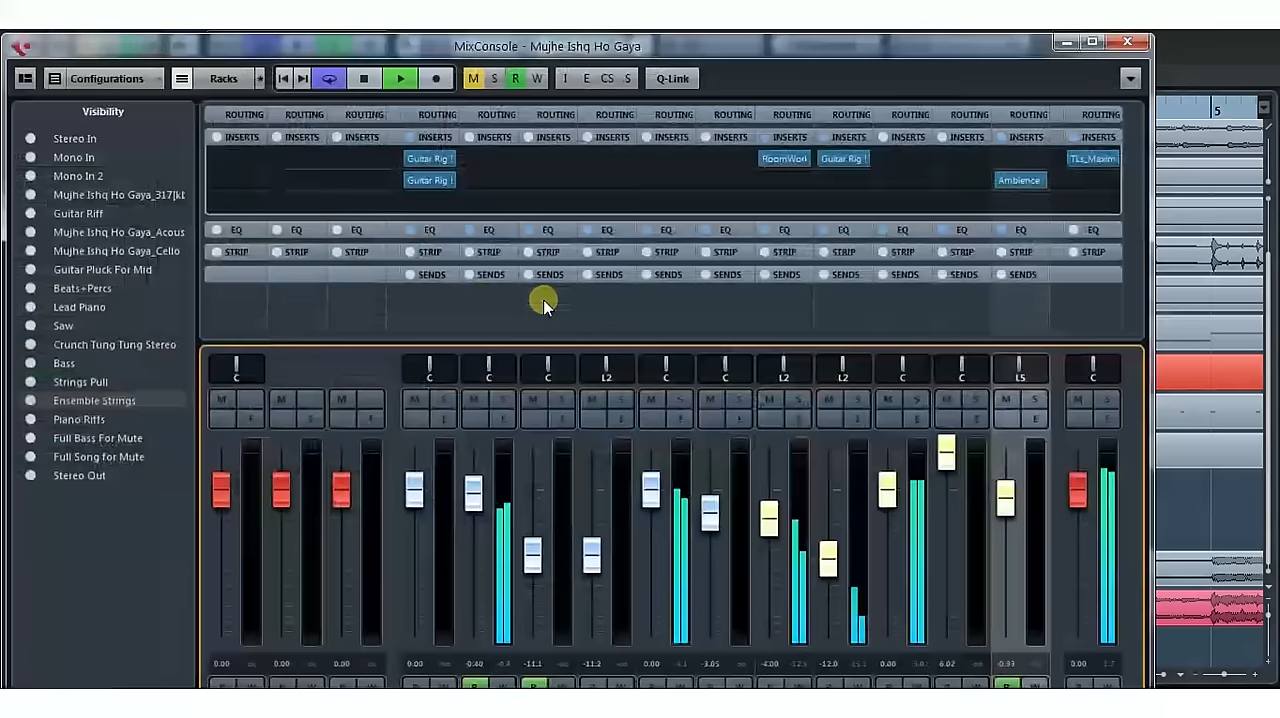 MixConsole - Mujhe Ishq Ho Gaya
Configurations Racks M S R W I E CS S Q-Link
Visibility
Stereo In
Mono In
Mono In 2
Mujhe Ishq Ho Gaya_317[kl
Guitar Riff
Mujhe Ishq Ho Gaya_Acous
Mujhe Ishq Ho Gaya_Cello
Guitar Pluck For Mid
Beats+Percs
Lead Piano
Saw
Crunch Tung Tung Stereo
Bass
Strings Pull
Ensemble Strings
Piano Riffs
Full Bass For Mute
Full Song for Mute
Stereo Out
ROUTING ROUTING ROUTING ROUTING ROUTING ROUTING ROUTING ROUTING ROUTING ROUTING ROUTING ROUTING ROUTING ROUTING ROUTING
INSERTS INSERTS INSERTS INSERTS INSERTS INSERTS INSERTS INSERTS INSERTS INSERTS INSERTS INSERTS INSERTS INSERTS INSERTS
Guitar Rig RoomWor Guitar Rig TLs_Maxim
Guitar Rig Ambience
EQ EQ EQ EQ EQ EQ EQ EQ EQ EQ EQ EQ EQ EQ EQ
STRIP STRIP STRIP STRIP STRIP STRIP STRIP STRIP STRIP STRIP STRIP STRIP STRIP STRIP STRIP
SENDS SENDS SENDS SENDS SENDS SENDS SENDS SENDS SENDS SENDS SENDS
C C C C L2 C C L2 L2 C C L5 C
M M M M S M S M S M S M S M S M S M S M S M S M S M S
E E E E E E E E E E E E E E
0.00 0.00 0.00 0.00 -0.40 -11.1 -11.2 0.00 -3.05 -4.00 -12.0 0.00 6.02 -0.93 0.00
5